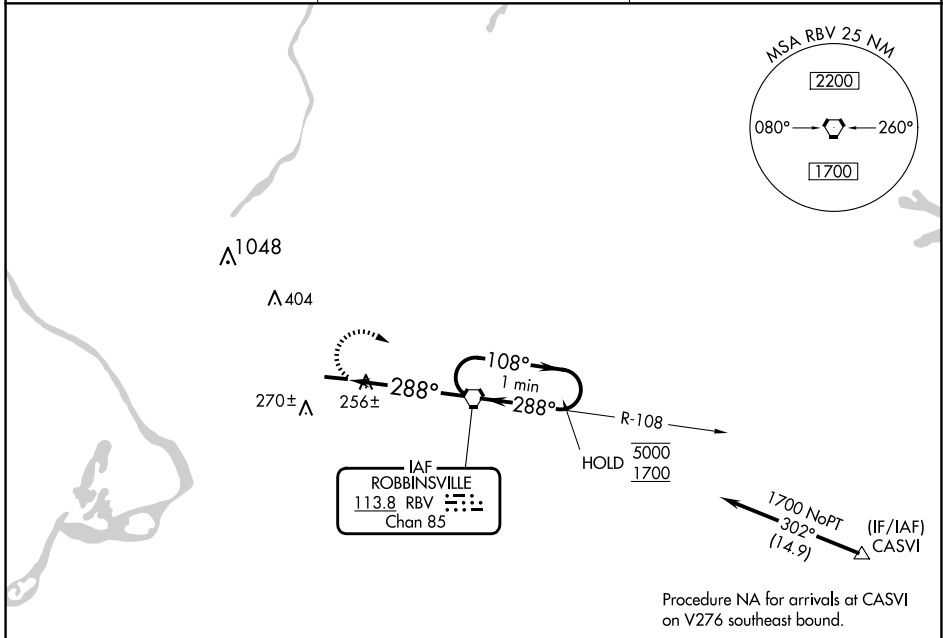 MSA RBV 25 NM
2200
080°
260°
1700
1048
404
108°
1 min
288°
288°
270±
256±
R-108
HOLD
5000
1700
IAF
ROBBINSVILLE
113.8 RBV
Chan 85
1700 NoPT
302°
(14.9)
(IF/IAF)
CASVI
Procedure NA for arrivals at CASVI
on V276 southeast bound.